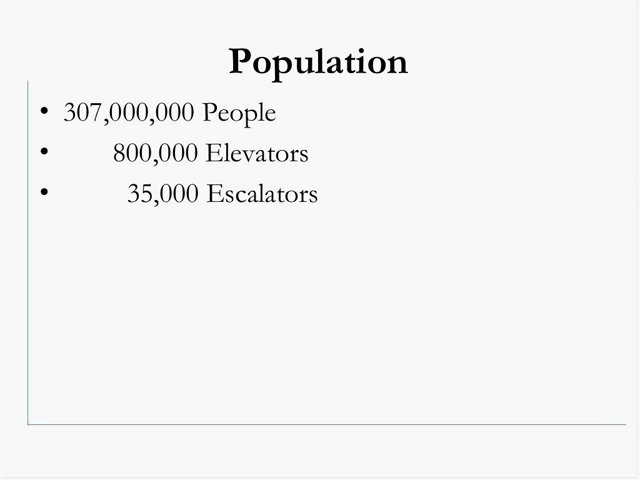 Population
• 307,000,000 People
• 800,000 Elevators
• 35,000 Escalators